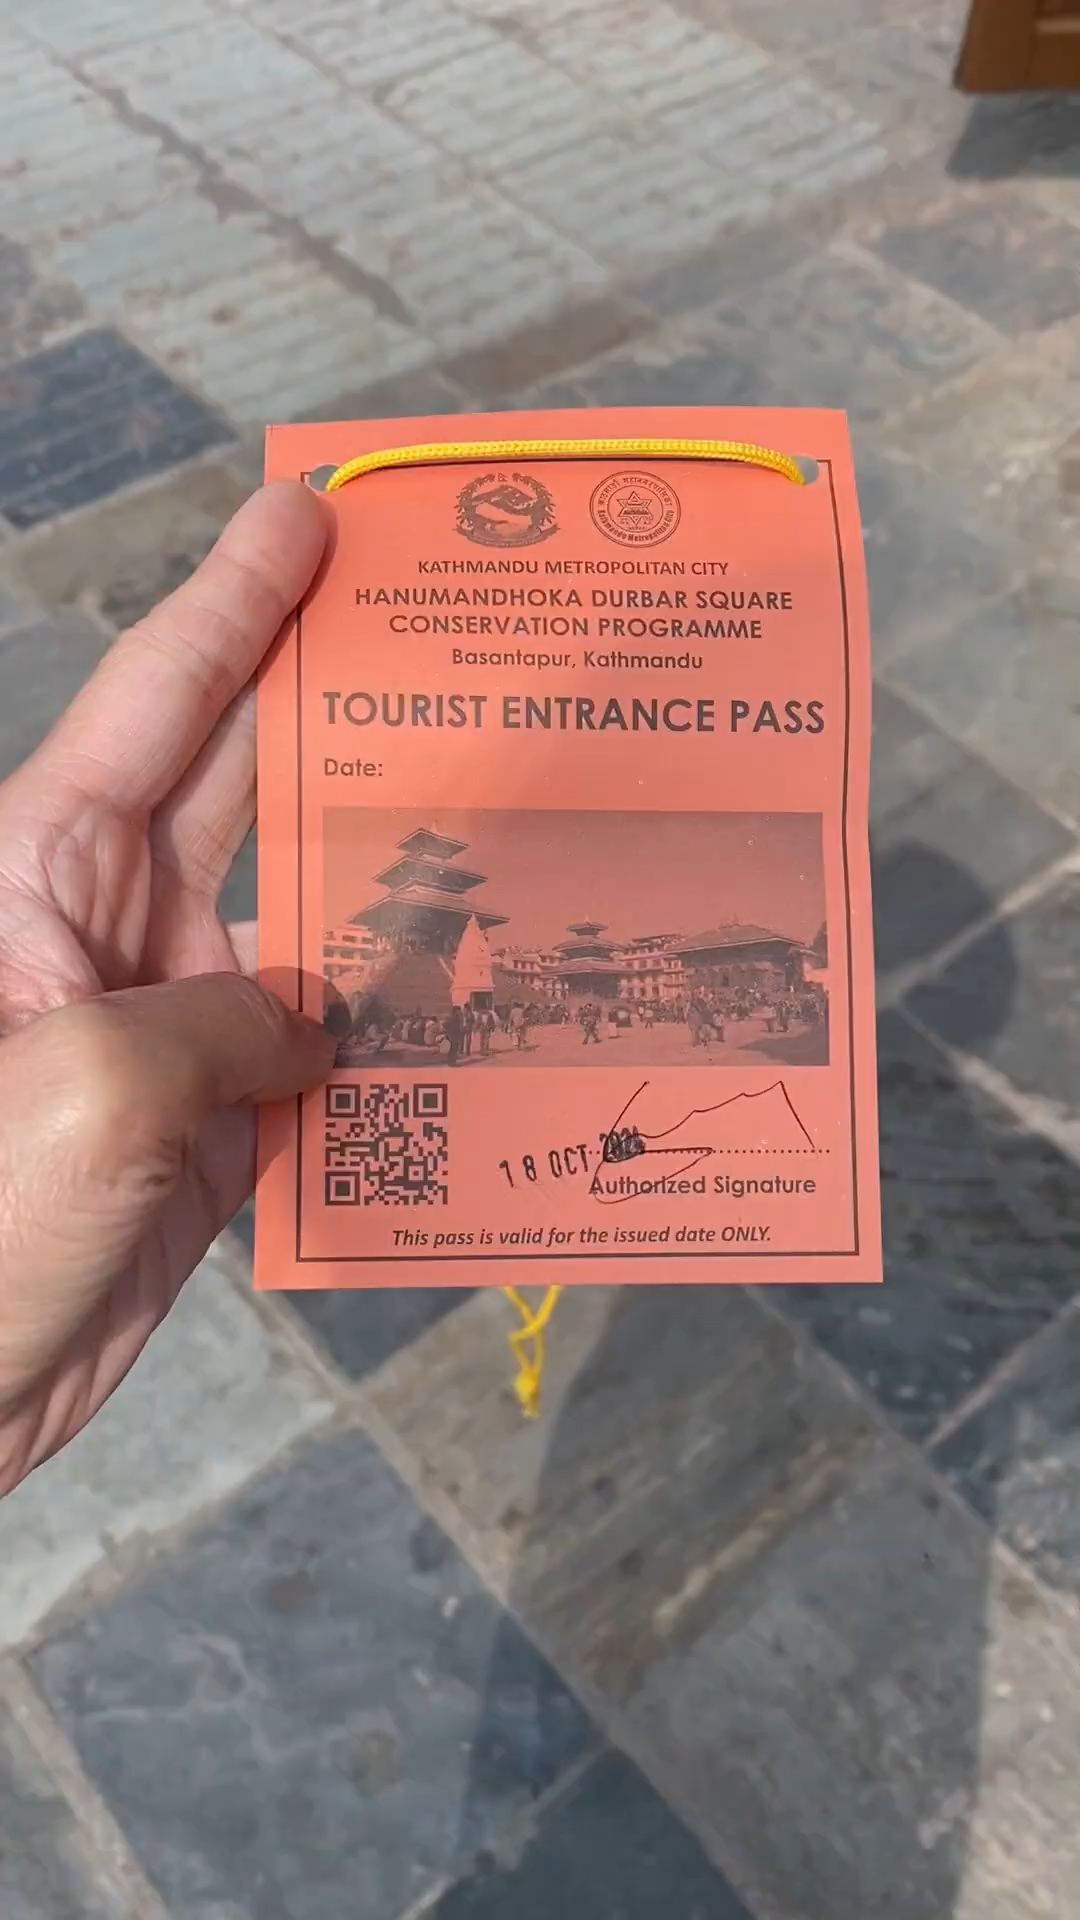 KATHMANDU METROPOLITAN CITY
HANUMANDHOKA DURBAR SQUARE
CONSERVATION PROGRAMME
Basantapur, Kathmandu
TOURIST ENTRANCE PASS
Date:
18 OCT
Authorized Signature
This pass is valid for the issued date ONLY.